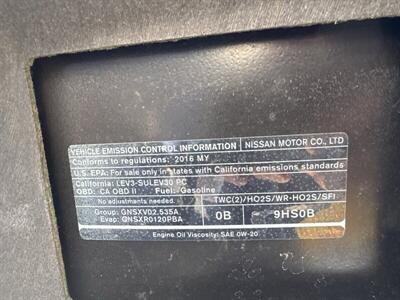 VEHICLE EMISSION CONTROL INFORMATION NISSAN MOTOR CO., LTD
Conforms to regulations: 2016 MY
U.S. EPA: For sale only in states with California emissions standards
California: LEV3-SULEV30 PC
OBD: CA OBD II Fuel: Gasoline
No adjustments needed. TWC(2)/HO2S/WR-HO2S/SFI
Group: GNSXV02.535A
Evap: GNSXR0120PBA
0B 9HS0B
Engine Oil Viscosity: SAE 0W-20